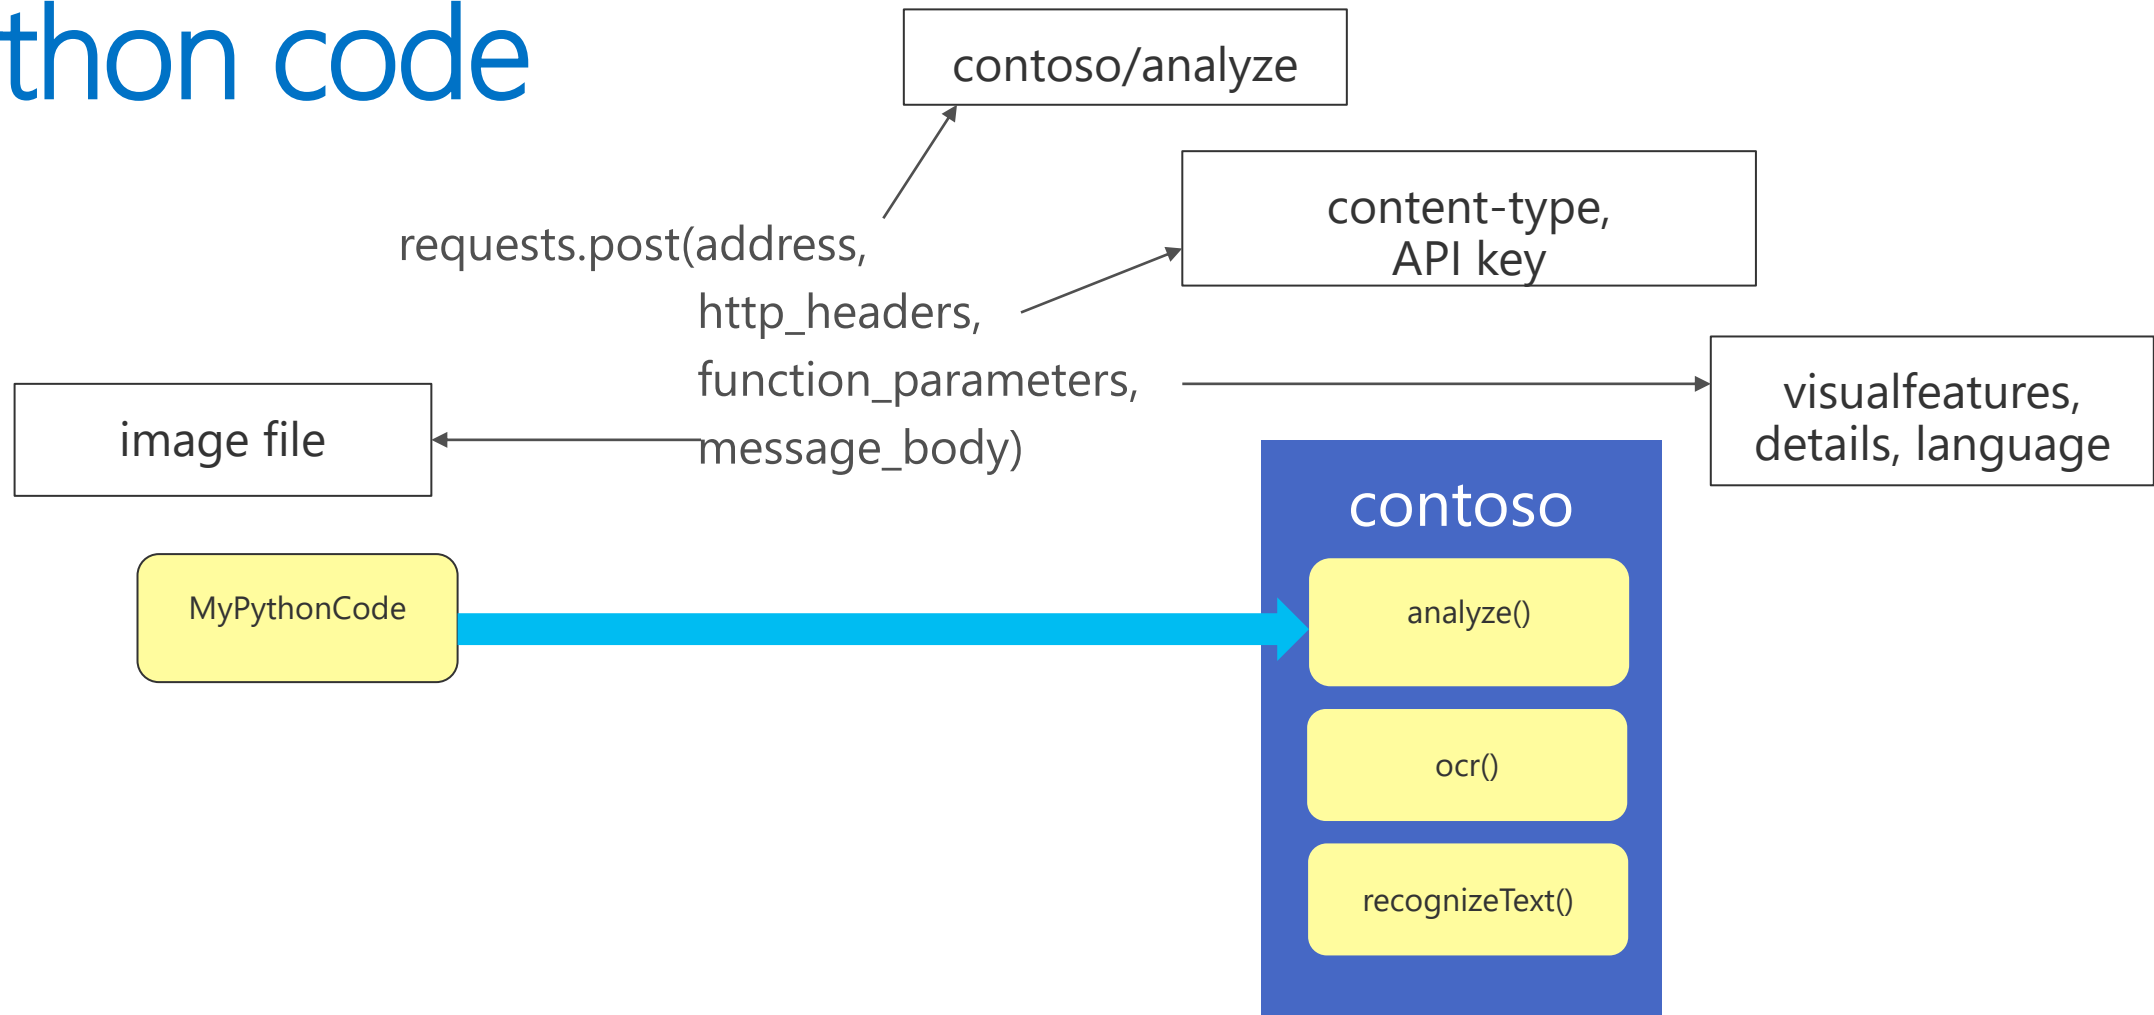 thon code
contoso/analyze
content-type,
API key
requests.post(address,
http_headers,
function_parameters,
message_body)
visualfeatures,
details, language
image file
contoso
MyPythonCode
analyze()
ocr()
recognizeText()